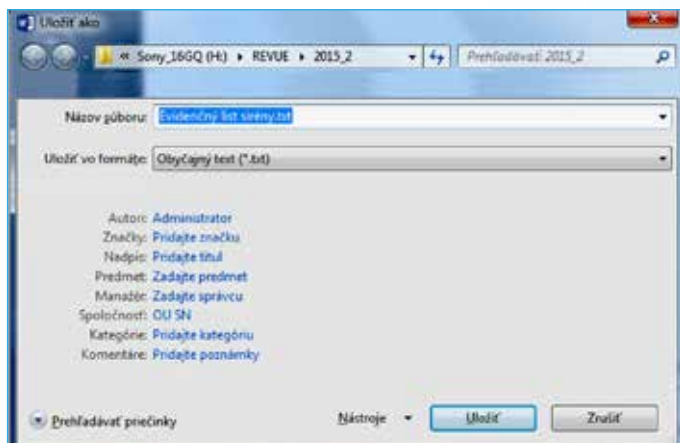 Uložiť ako
« Sony_16GQ (H:) ▸ REVUE ▸ 2015_2
Prehľadávať: 2015_2
Názov súboru: Evidenčný list sirény.txt
Uložiť vo formáte: Obyčajný text (*.txt)
Autori: Administrator
Značky: Pridajte značku
Nadpis: Pridajte titul
Predmet: Zadajte predmet
Manažér: Zadajte správcu
Spoločnosť: OU SN
Kategórie: Pridajte kategóriu
Komentáre: Pridajte poznámky
Prehľadávať priečinky
Nástroje
Uložiť
Zrušiť